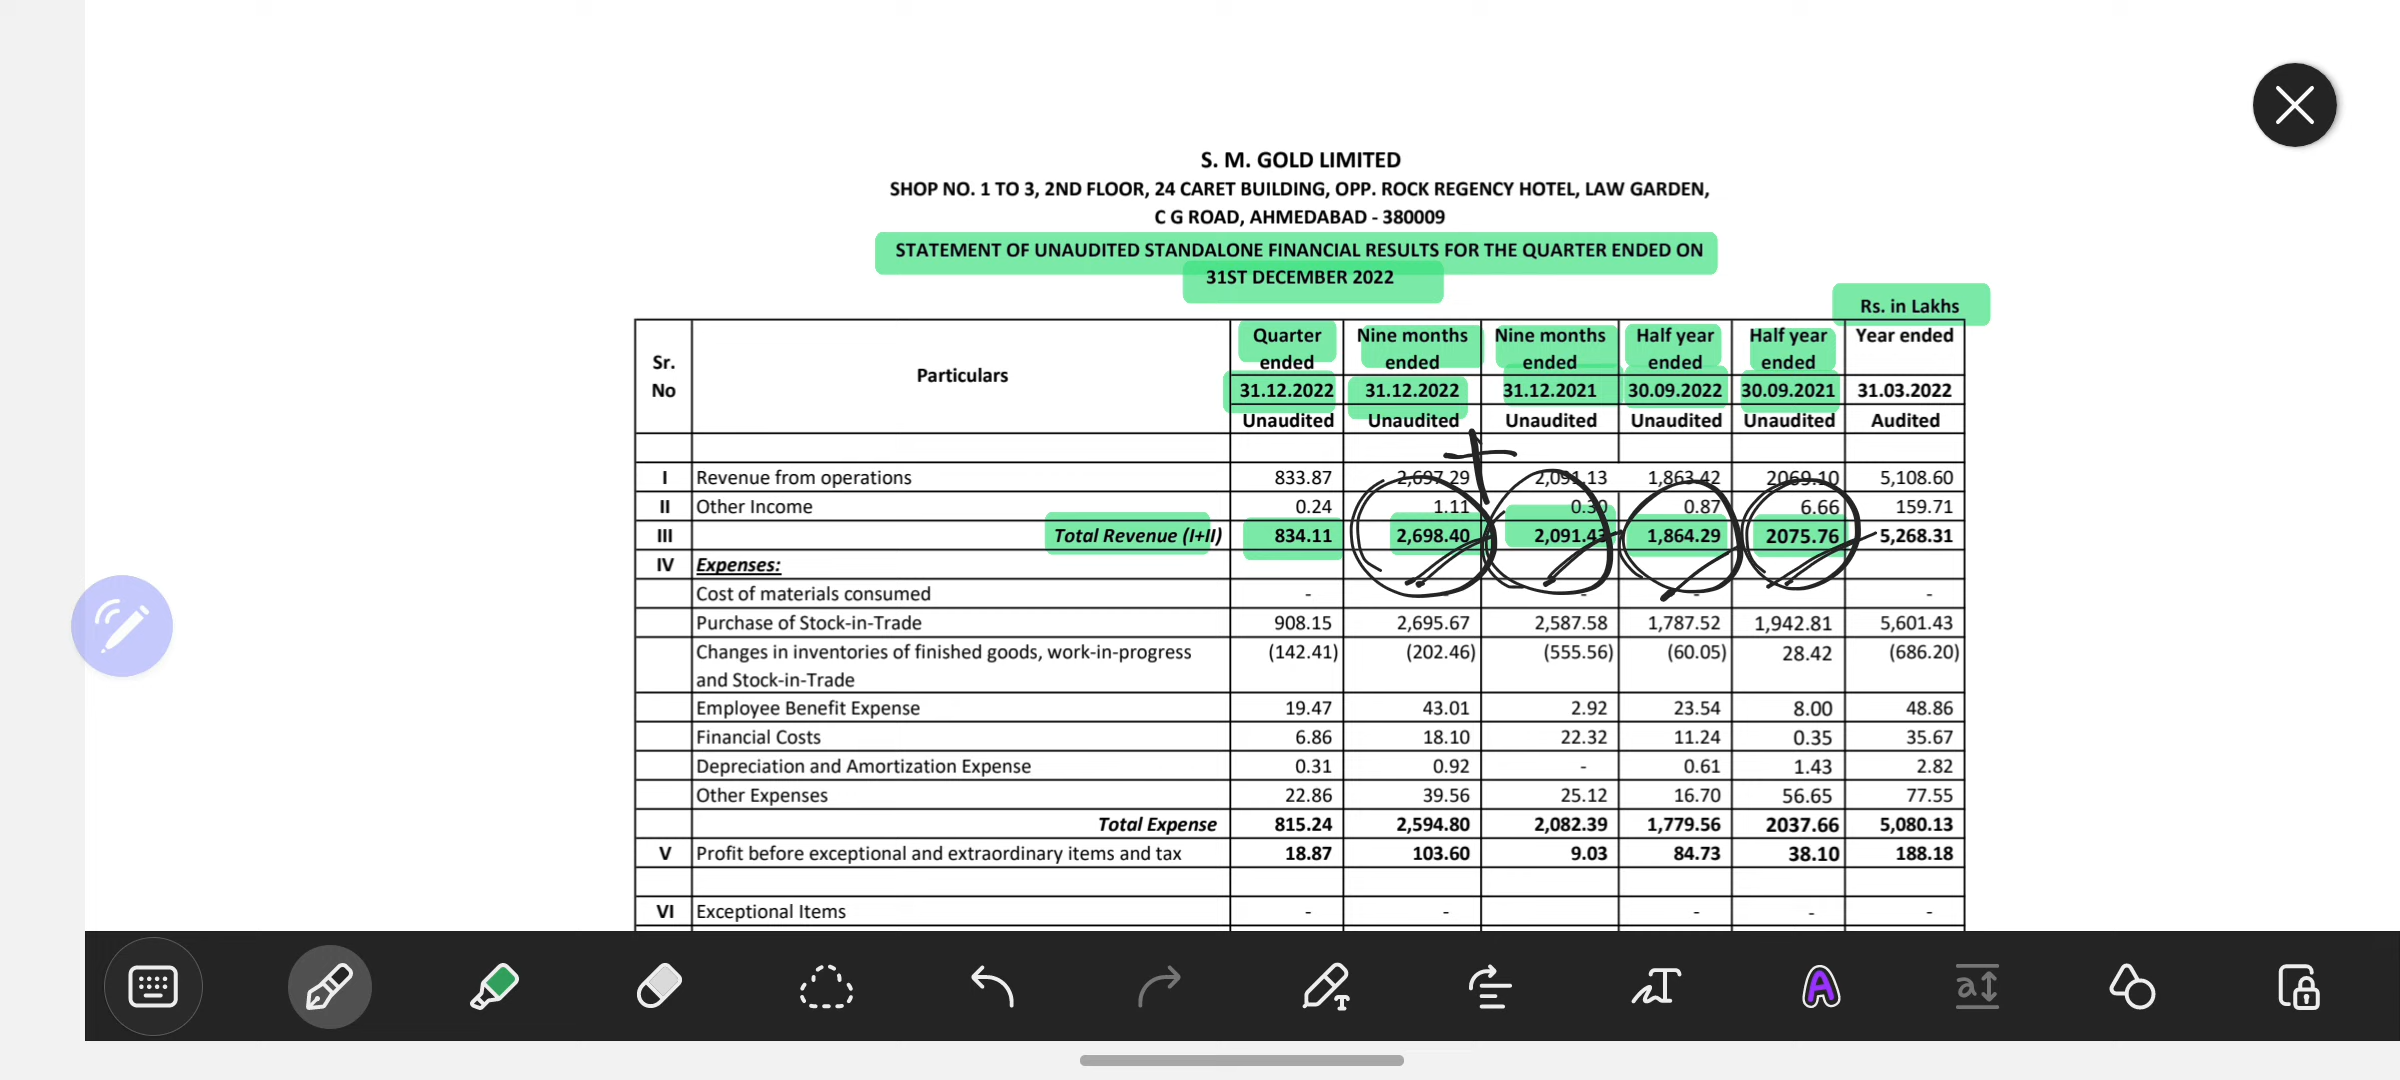 S. M. GOLD LIMITED
SHOP NO. 1 TO 3, 2ND FLOOR, 24 CARET BUILDING, OPP. ROCK REGENCY HOTEL, LAW GARDEN,
C G ROAD, AHMEDABAD - 380009
STATEMENT OF UNAUDITED STANDALONE FINANCIAL RESULTS FOR THE QUARTER ENDED ON
31ST DECEMBER 2022
Rs. in Lakhs
Sr. No Particulars Quarter ended Nine months ended Nine months ended Half year ended Half year ended Year ended
31.12.2022 31.12.2022 31.12.2021 30.09.2022 30.09.2021 31.03.2022
Unaudited Unaudited Unaudited Unaudited Unaudited Audited
I Revenue from operations 833.87 2,697.29 2,091.13 1,863.42 2069.10 5,108.60
II Other Income 0.24 1.11 0.30 0.87 6.66 159.71
III Total Revenue (I+II) 834.11 2,698.40 2,091.43 1,864.29 2075.76 5,268.31
IV Expenses:
Cost of materials consumed - - - - -
Purchase of Stock-in-Trade 908.15 2,695.67 2,587.58 1,787.52 1,942.81 5,601.43
Changes in inventories of finished goods, work-in-progress (142.41) (202.46) (555.56) (60.05) 28.42 (686.20)
and Stock-in-Trade
Employee Benefit Expense 19.47 43.01 2.92 23.54 8.00 48.86
Financial Costs 6.86 18.10 22.32 11.24 0.35 35.67
Depreciation and Amortization Expense 0.31 0.92 - 0.61 1.43 2.82
Other Expenses 22.86 39.56 25.12 16.70 56.65 77.55
Total Expense 815.24 2,594.80 2,082.39 1,779.56 2037.66 5,080.13
V Profit before exceptional and extraordinary items and tax 18.87 103.60 9.03 84.73 38.10 188.18
VI Exceptional Items - - - - -